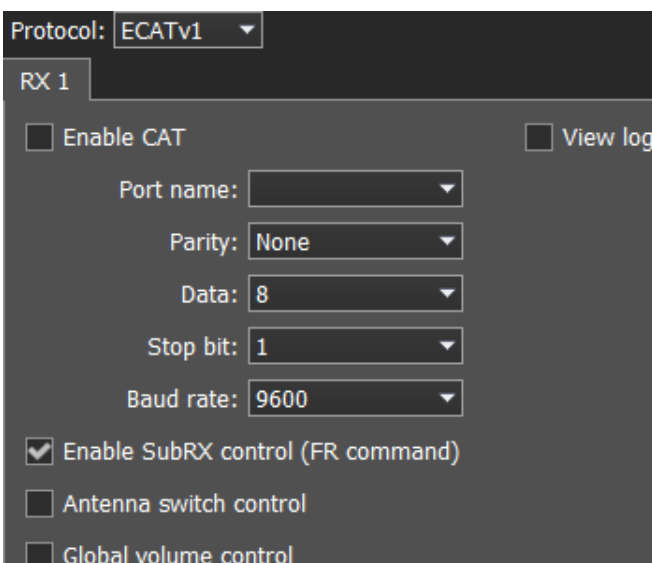 Protocol: ECATv1
RX 1
Enable CAT View log
Port name:
Parity: None
Data: 8
Stop bit: 1
Baud rate: 9600
Enable SubRX control (FR command)
Antenna switch control
Global volume control